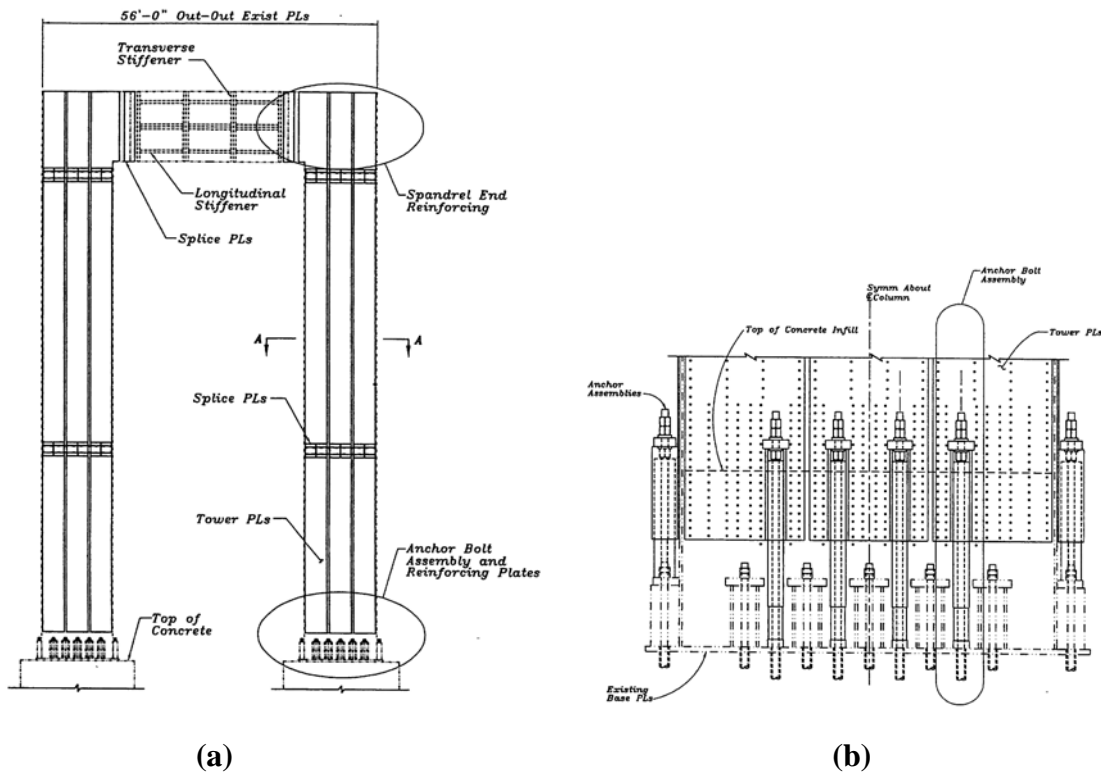 56'-0" Out-Out Exist PLs
Transverse
Stiffener
Longitudinal
Stiffener
Spandrel End
Reinforcing
Splice PLs
A
A
Splice PLs
Tower PLs
Anchor Bolt
Assembly and
Reinforcing Plates
Top of
Concrete
(a)
Anchor Bolt
Assembly
Symm About
℄Column
Top of Concrete Infill
Tower PLs
Anchor
Assemblies
Existing
Base PLs
(b)